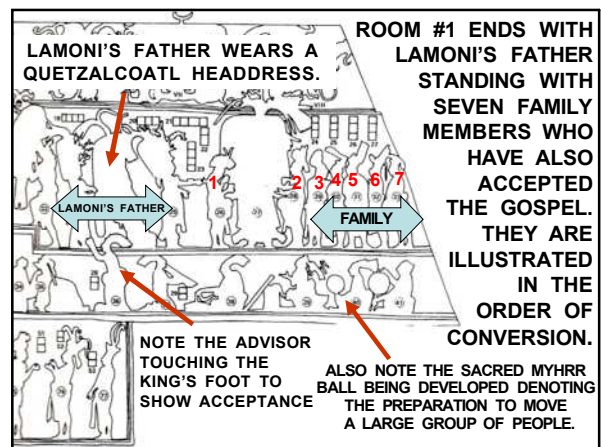 LAMONI'S FATHER WEARS A
QUETZALCOATL HEADDRESS.
ROOM #1 ENDS WITH
LAMONI'S FATHER
STANDING WITH
SEVEN FAMILY
MEMBERS WHO
HAVE ALSO
ACCEPTED
THE GOSPEL.
THEY ARE
ILLUSTRATED
IN THE
ORDER OF
CONVERSION.
1 2 3 4 5 6 7
LAMONI'S FATHER
FAMILY
NOTE THE ADVISOR
TOUCHING THE
KING'S FOOT TO
SHOW ACCEPTANCE
ALSO NOTE THE SACRED MYHRR
BALL BEING DEVELOPED DENOTING
THE PREPARATION TO MOVE
A LARGE GROUP OF PEOPLE.